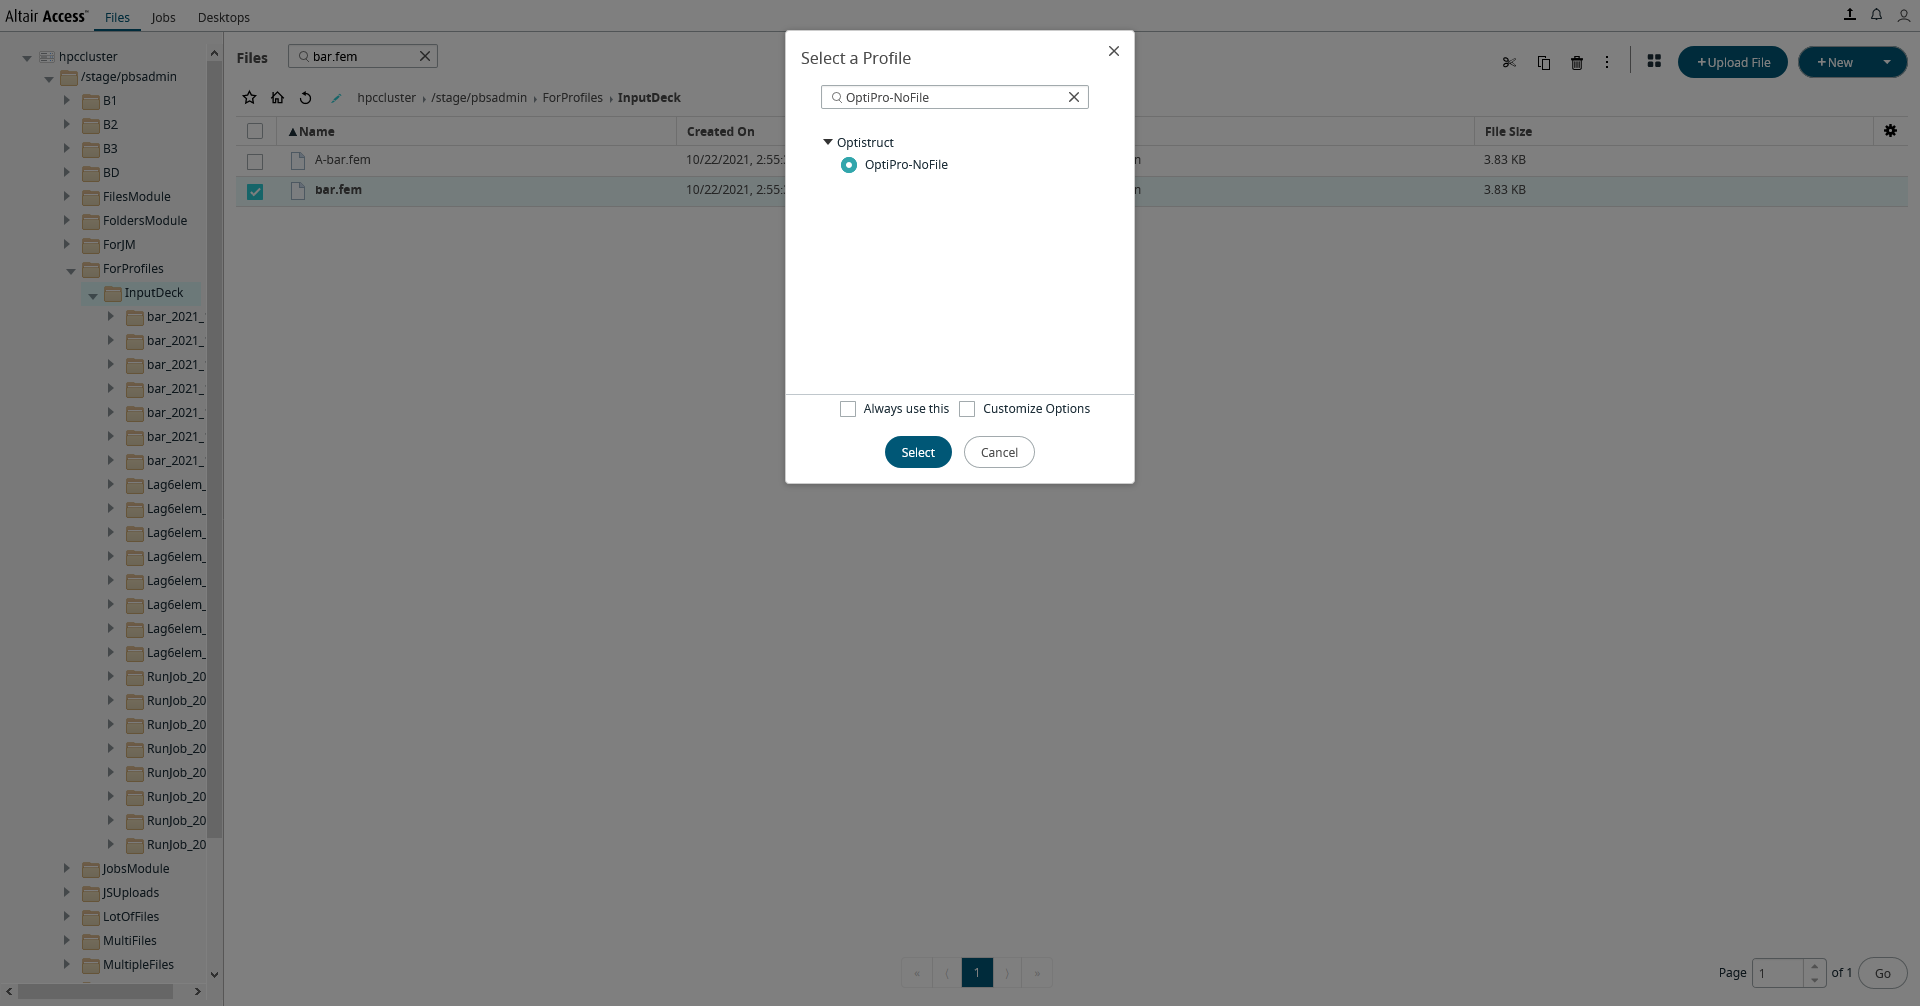 Altair Access™ Files Jobs Desktops
hpccluster
/stage/pbsadmin
B1
B2
B3
BD
FilesModule
FoldersModule
ForJM
ForProfiles
InputDeck
bar_2021_
bar_2021_
bar_2021_
bar_2021_
bar_2021_
bar_2021_
bar_2021_
Lag6elem_
Lag6elem_
Lag6elem_
Lag6elem_
Lag6elem_
Lag6elem_
Lag6elem_
Lag6elem_
RunJob_20
RunJob_20
RunJob_20
RunJob_20
RunJob_20
RunJob_20
RunJob_20
RunJob_20
JobsModule
JSUploads
LotOfFiles
MultiFiles
MultipleFiles
Files bar.fem
+Upload File +New
hpccluster › /stage/pbsadmin › ForProfiles › InputDeck
▲Name Created On File Size
A-bar.fem 10/22/2021, 2:55: n 3.83 KB
bar.fem 10/22/2021, 2:55: n 3.83 KB
Select a Profile
OptiPro-NoFile
Optistruct
OptiPro-NoFile
Always use this Customize Options
Select Cancel
« ⟨ 1 ⟩ » Page 1 of 1 Go